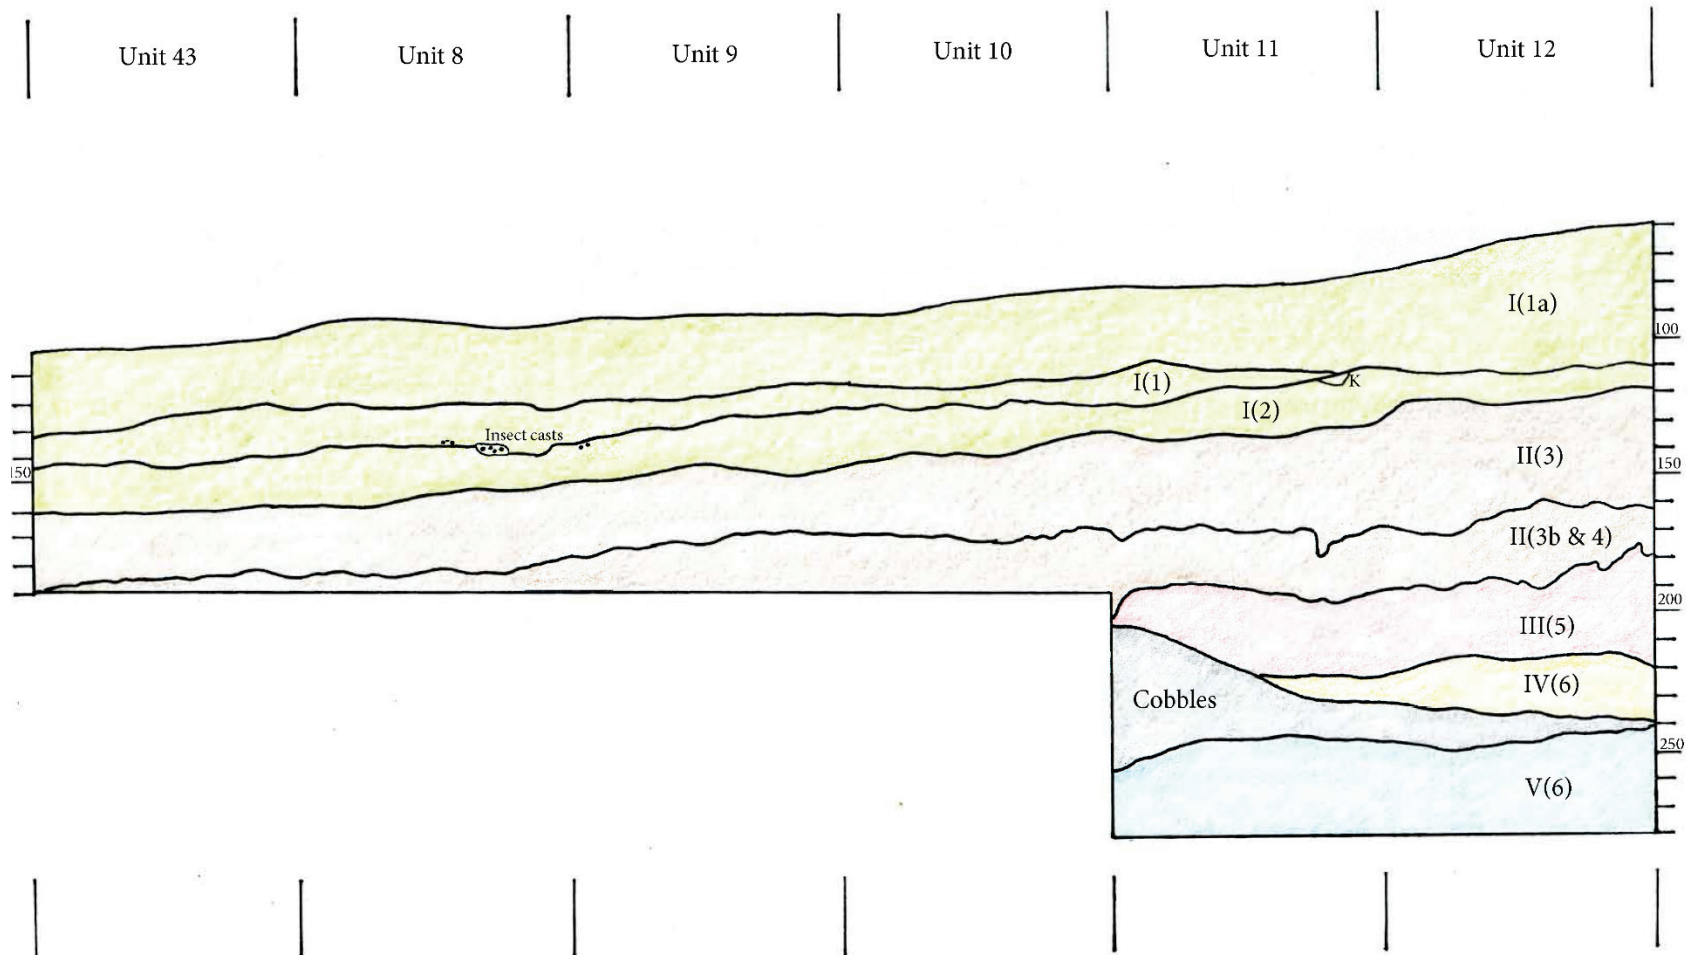 Unit 43
Unit 8
Unit 9
Unit 10
Unit 11
Unit 12
I(1a)
100
I(1)
K
I(2)
Insect casts
150
II(3)
150
II(3b & 4)
200
III(5)
IV(6)
Cobbles
250
V(6)